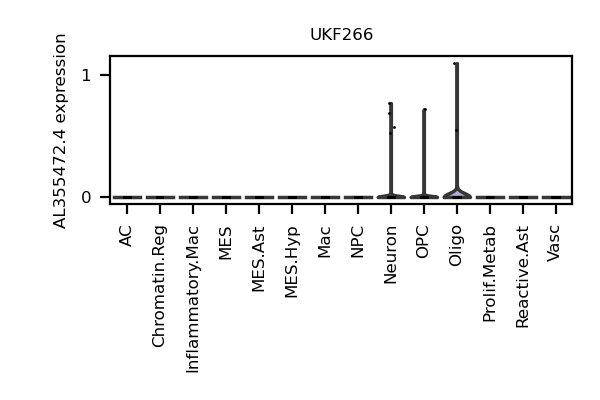 UKF266
AL355472.4 expression
1
0
AC
Chromatin.Reg
Inflammatory.Mac
MES
MES.Ast
MES.Hyp
Mac
NPC
Neuron
OPC
Oligo
Prolif.Metab
Reactive.Ast
Vasc